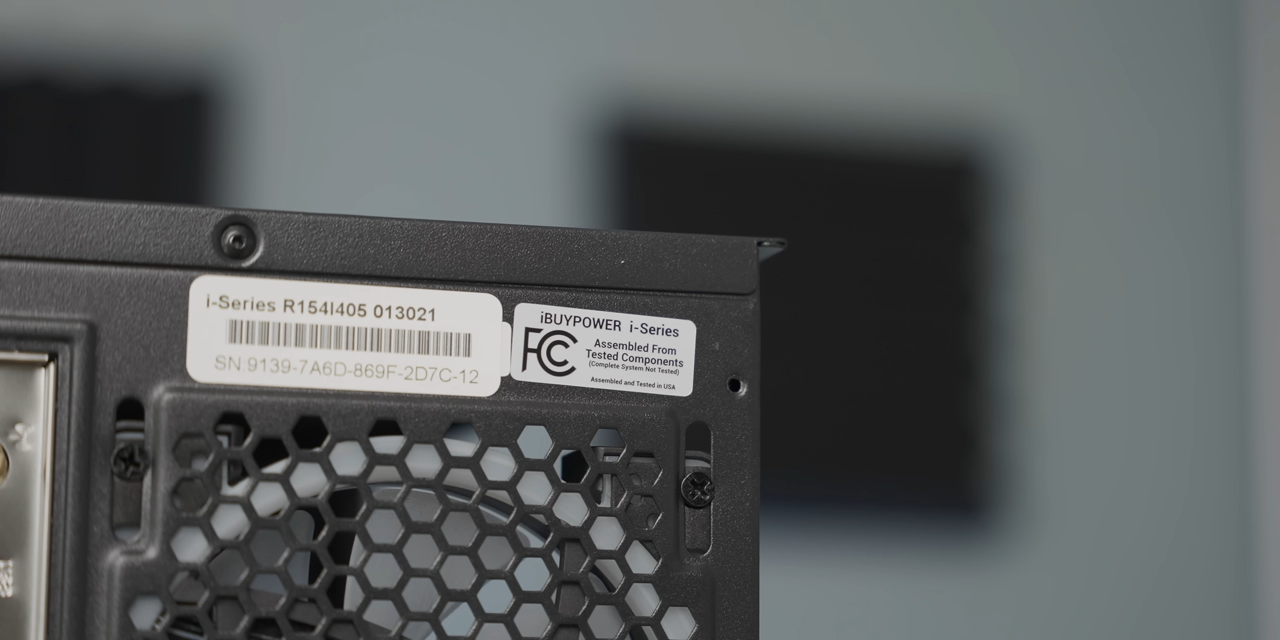 i-Series R154I405 013021
SN:9139-7A6D-869F-2D7C-12
iBUYPOWER i-Series
FC
Assembled From
Tested Components
(Complete System Not Tested)
Assembled and Tested in USA